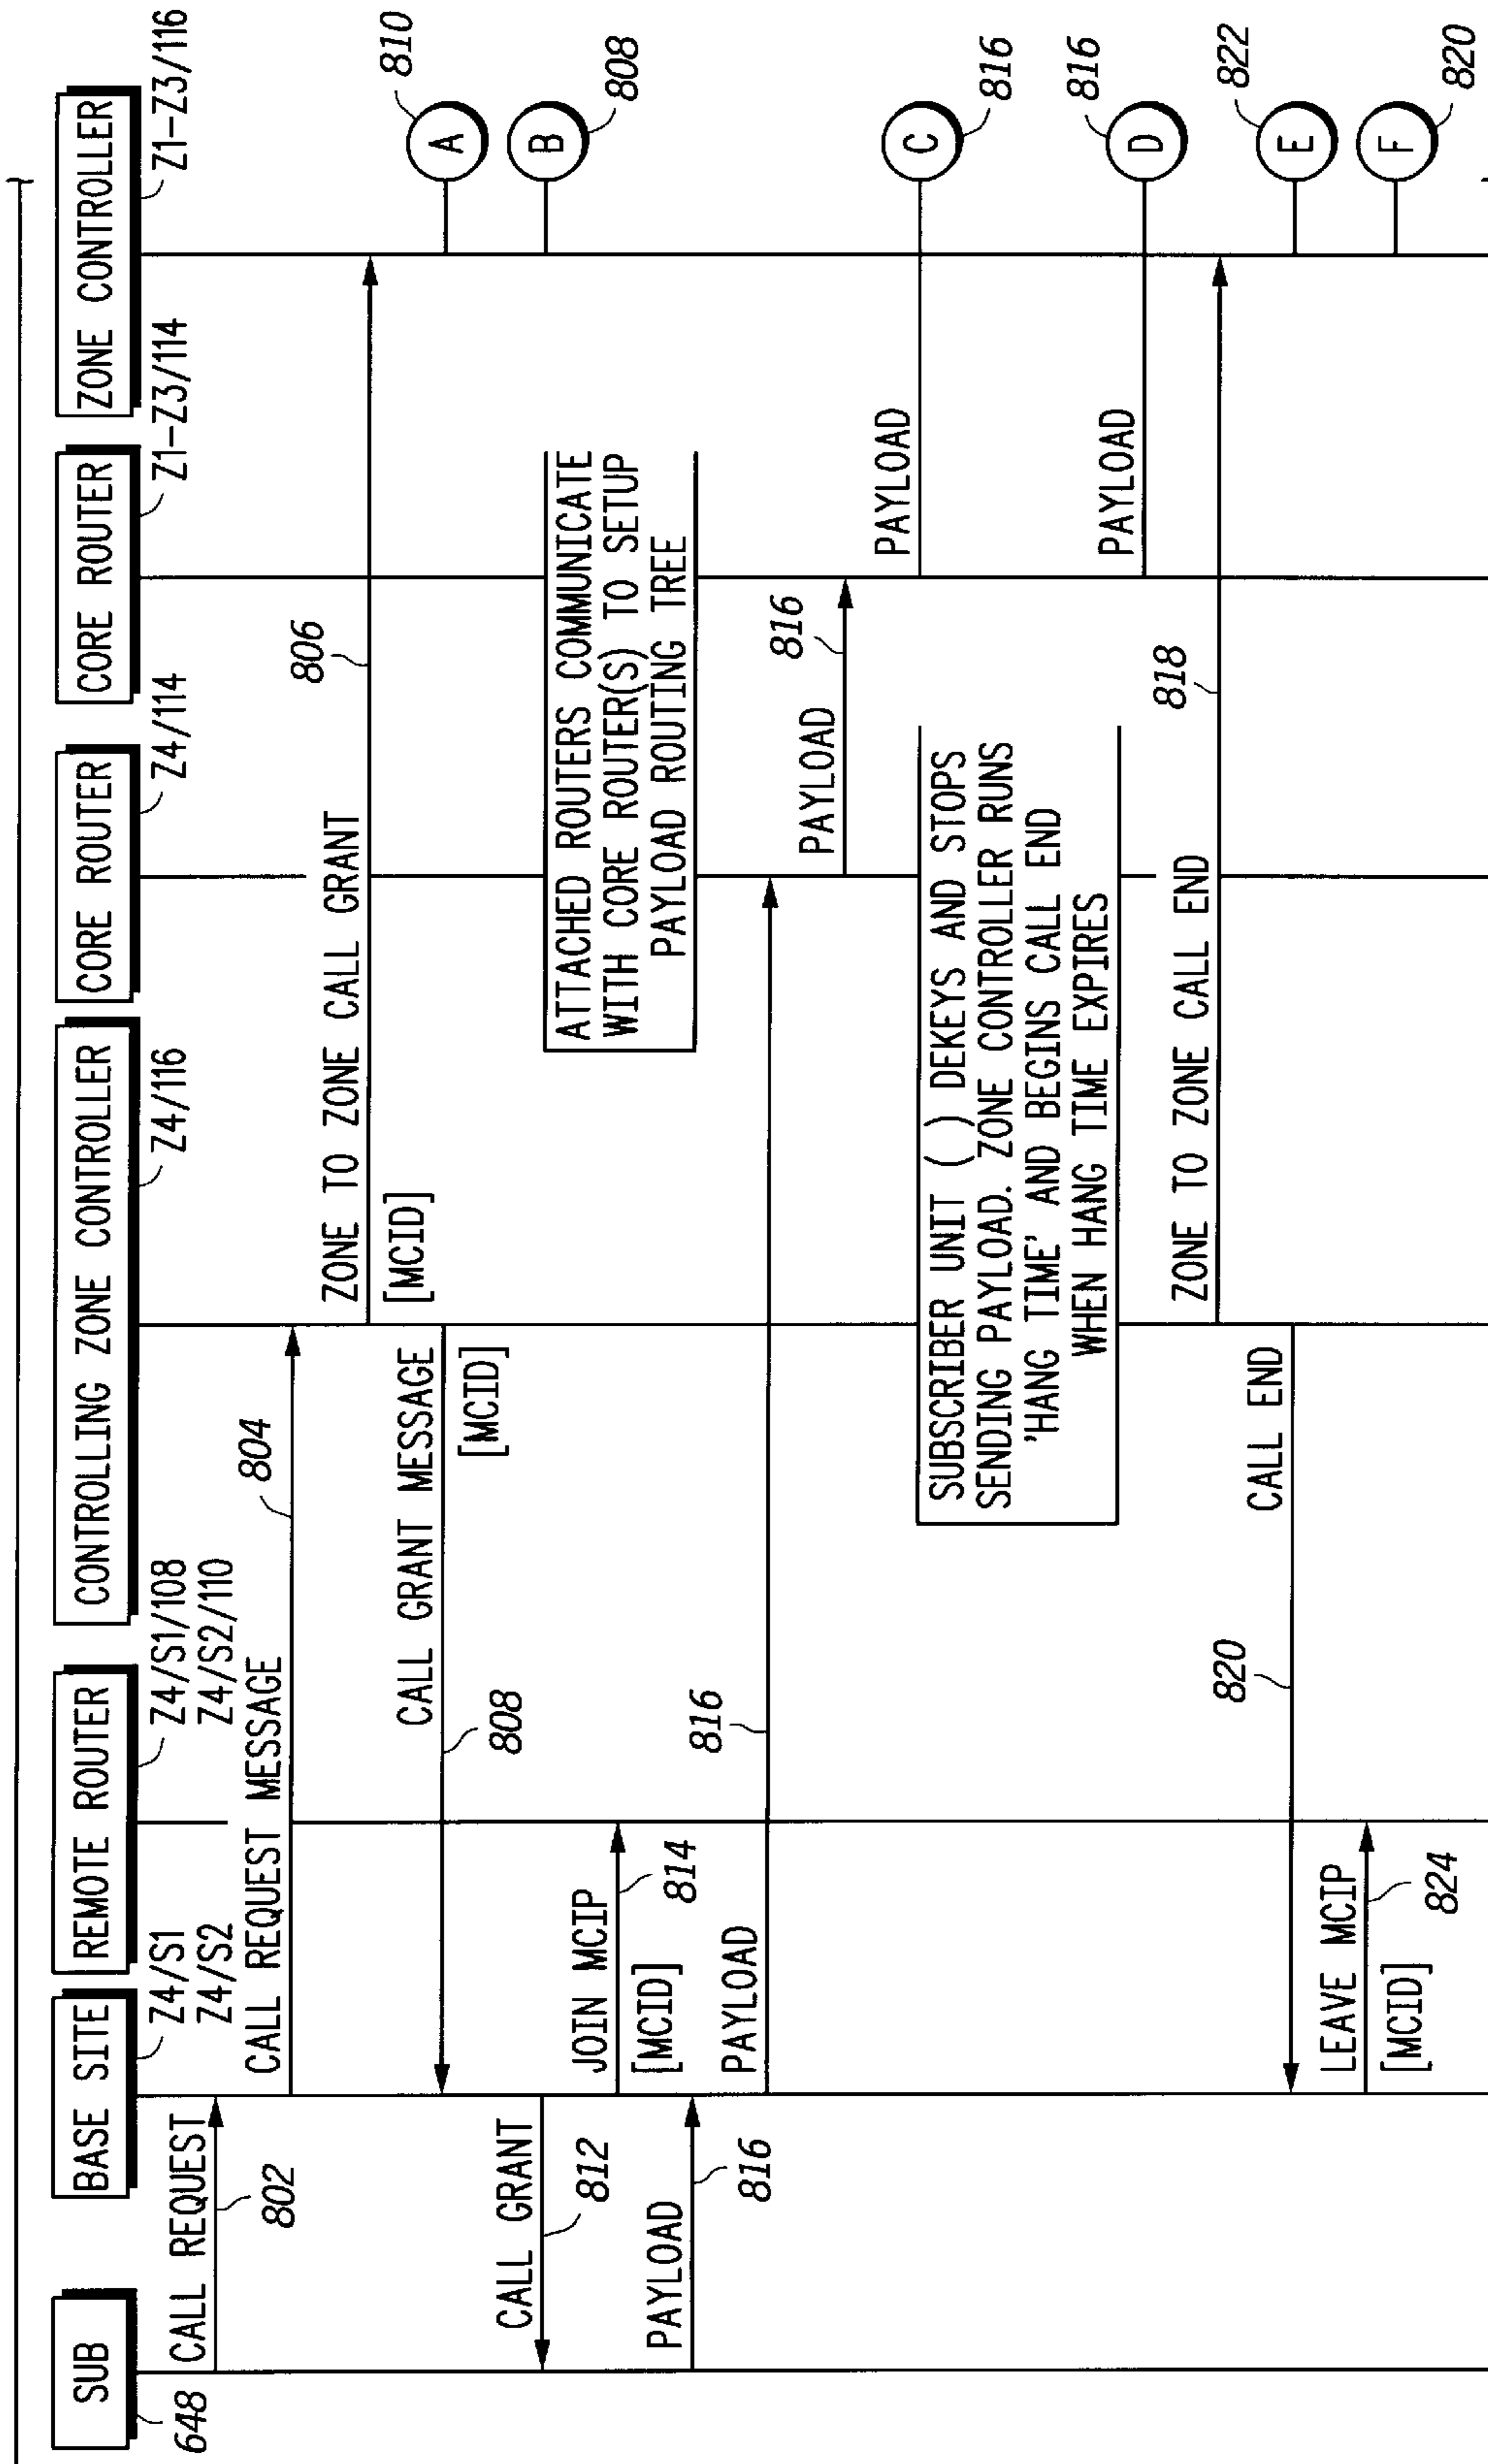 SUB
648
BASE SITE
Z4/S1
Z4/S2
REMOTE ROUTER
Z4/S1/108
Z4/S2/110
CONTROLLING ZONE CONTROLLER
Z4/116
CORE ROUTER
Z4/114
CORE ROUTER
Z1-Z3/114
ZONE CONTROLLER
Z1-Z3/116
CALL REQUEST
802
CALL REQUEST MESSAGE
804
ZONE TO ZONE CALL GRANT
806
[MCID]
CALL GRANT MESSAGE
808
[MCID]
A
810
B
808
CALL GRANT
812
JOIN MCIP
814
[MCID]
ATTACHED ROUTERS COMMUNICATE
WITH CORE ROUTER(S) TO SETUP
PAYLOAD ROUTING TREE
PAYLOAD
816
PAYLOAD
816
PAYLOAD
816
PAYLOAD
C
816
SUBSCRIBER UNIT ( ) DEKEYS AND STOPS
SENDING PAYLOAD. ZONE CONTROLLER RUNS
'HANG TIME' AND BEGINS CALL END
WHEN HANG TIME EXPIRES
PAYLOAD
D
816
ZONE TO ZONE CALL END
818
CALL END
820
E
822
LEAVE MCIP
824
[MCID]
F
820